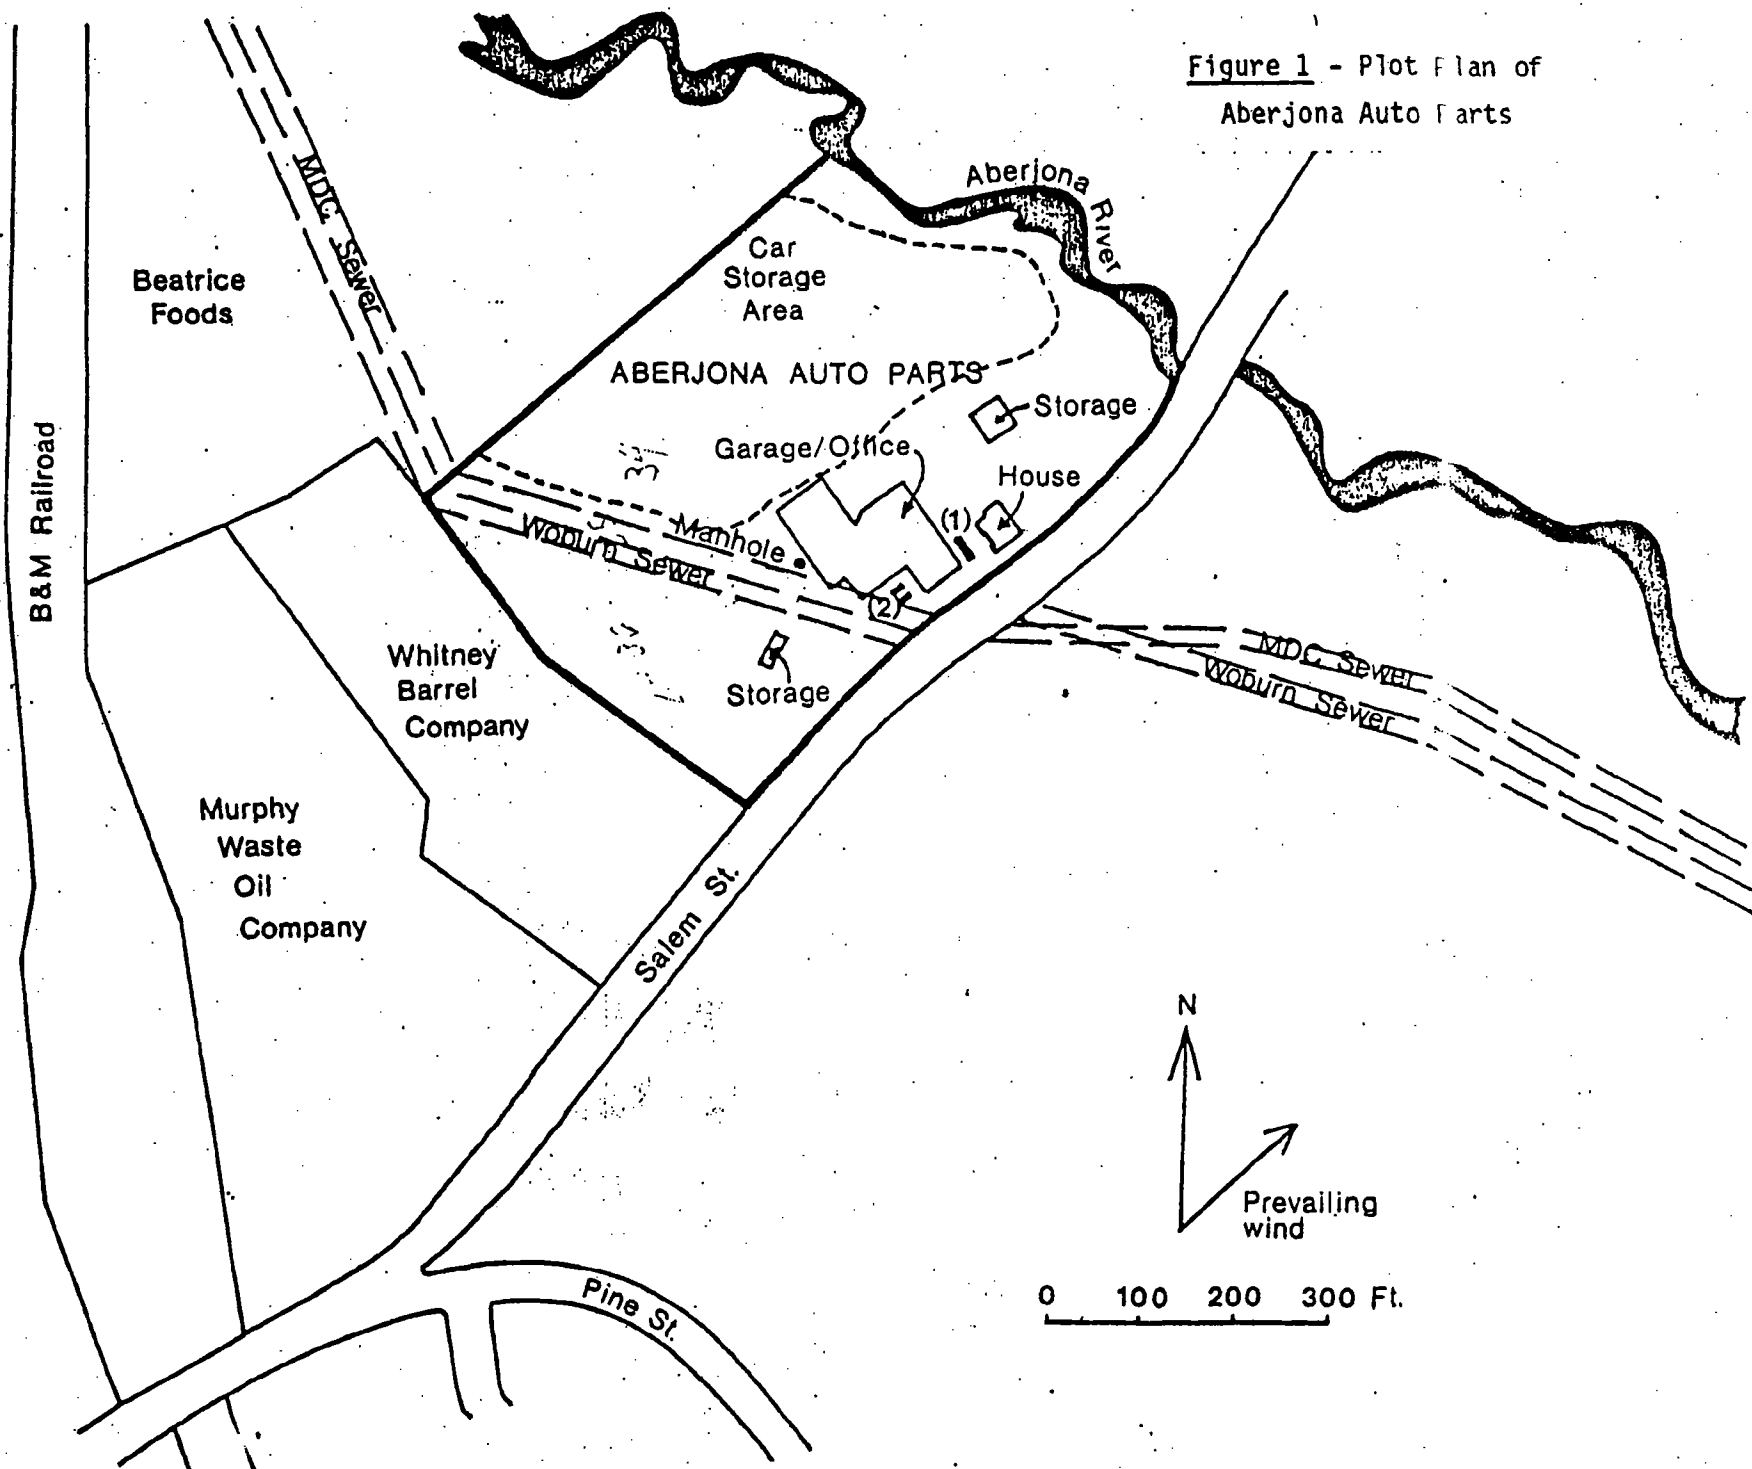 Figure 1 - Plot Plan of
Aberjona Auto Parts
MDC Sewer
Aberjona
River
Beatrice
Foods
Car
Storage
Area
ABERJONA AUTO PARTS
Storage
Garage/Office
House
B&M Railroad
(1)
Manhole
Woburn Sewer
(2)
MDC Sewer
Woburn Sewer
Whitney
Barrel
Company
Storage
Murphy
Waste
Oil
Company
Salem St.
N
Prevailing
wind
0 100 200 300 Ft.
Pine St.